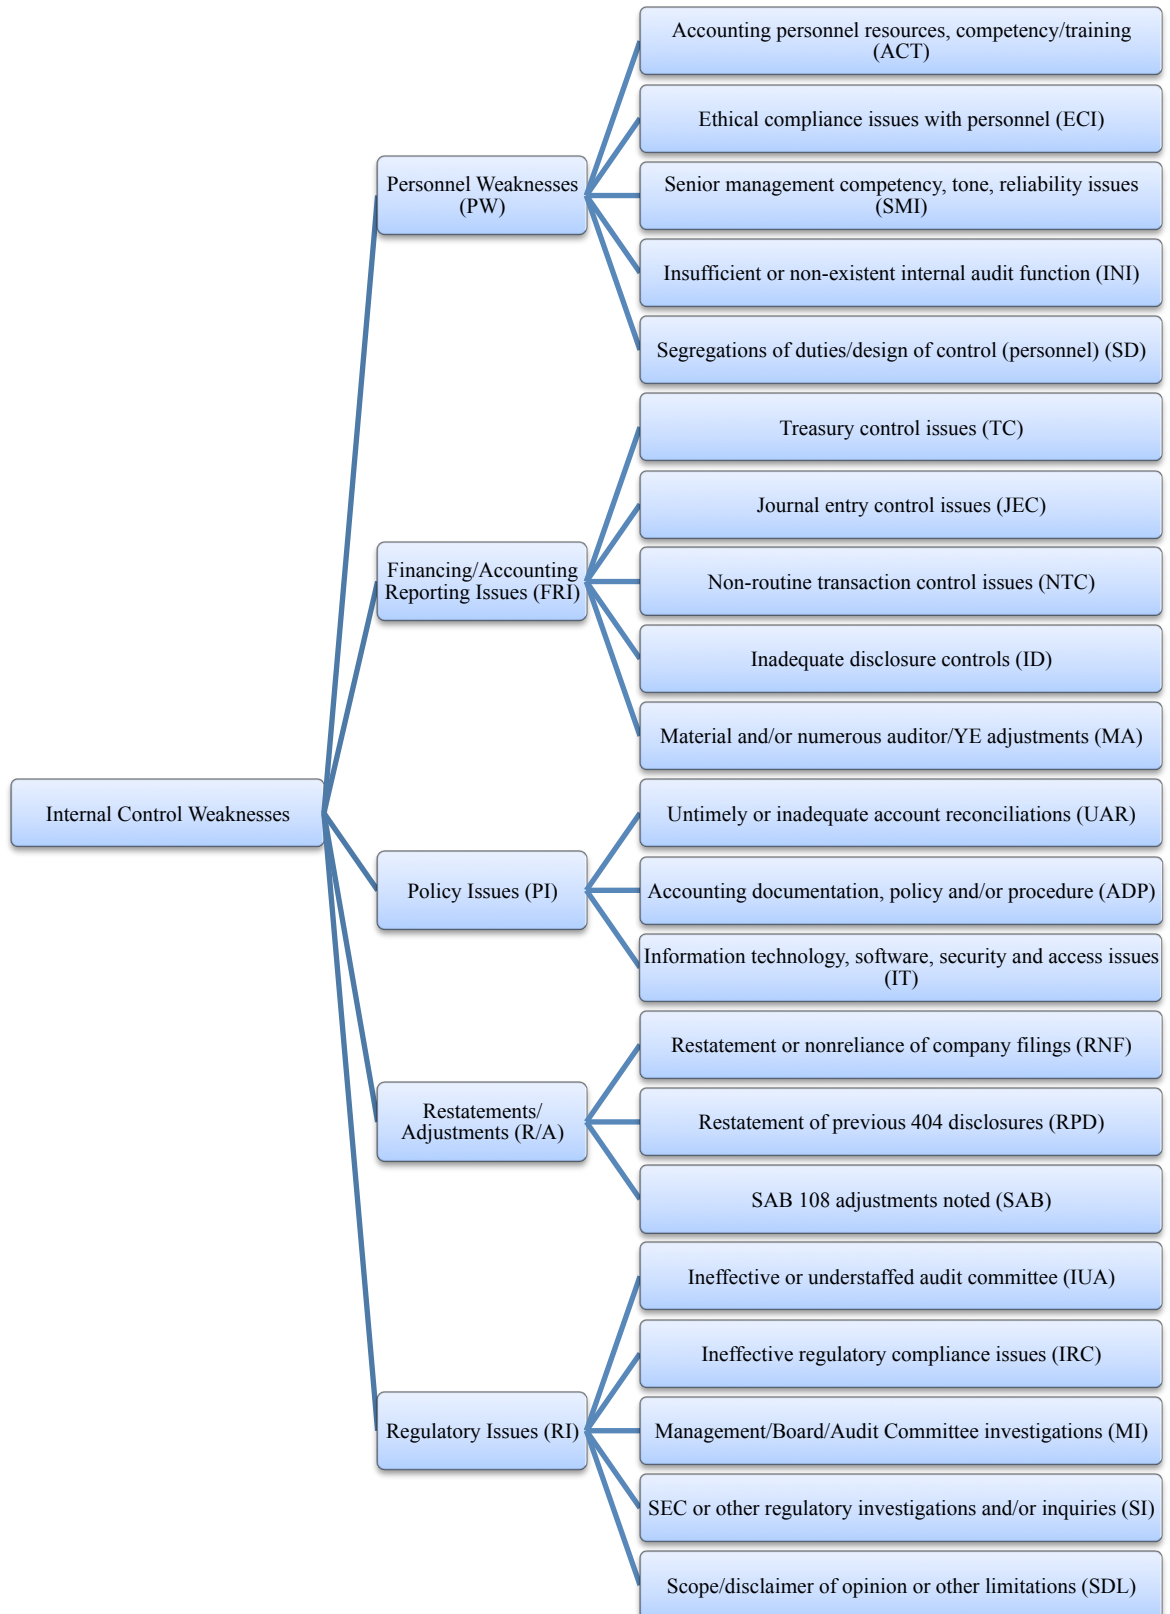 Internal Control Weaknesses
Personnel Weaknesses
(PW)
Accounting personnel resources, competency/training
(ACT)
Ethical compliance issues with personnel (ECI)
Senior management competency, tone, reliability issues
(SMI)
Insufficient or non-existent internal audit function (INI)
Segregations of duties/design of control (personnel) (SD)
Financing/Accounting
Reporting Issues (FRI)
Treasury control issues (TC)
Journal entry control issues (JEC)
Non-routine transaction control issues (NTC)
Inadequate disclosure controls (ID)
Material and/or numerous auditor/YE adjustments (MA)
Policy Issues (PI)
Untimely or inadequate account reconciliations (UAR)
Accounting documentation, policy and/or procedure (ADP)
Information technology, software, security and access issues
(IT)
Restatements/
Adjustments (R/A)
Restatement or nonreliance of company filings (RNF)
Restatement of previous 404 disclosures (RPD)
SAB 108 adjustments noted (SAB)
Regulatory Issues (RI)
Ineffective or understaffed audit committee (IUA)
Ineffective regulatory compliance issues (IRC)
Management/Board/Audit Committee investigations (MI)
SEC or other regulatory investigations and/or inquiries (SI)
Scope/disclaimer of opinion or other limitations (SDL)